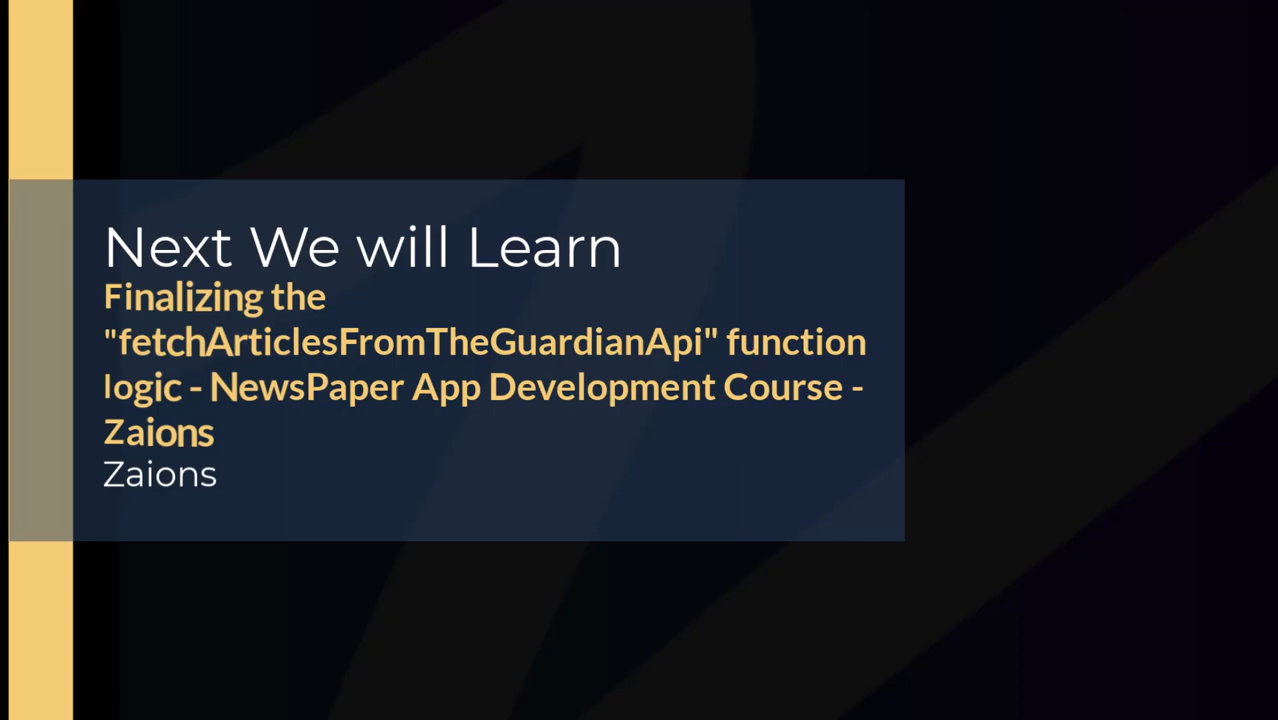 Next We will Learn
Finalizing the
"fetchArticlesFromTheGuardianApi" function
logic - NewsPaper App Development Course -
Zaions
Zaions